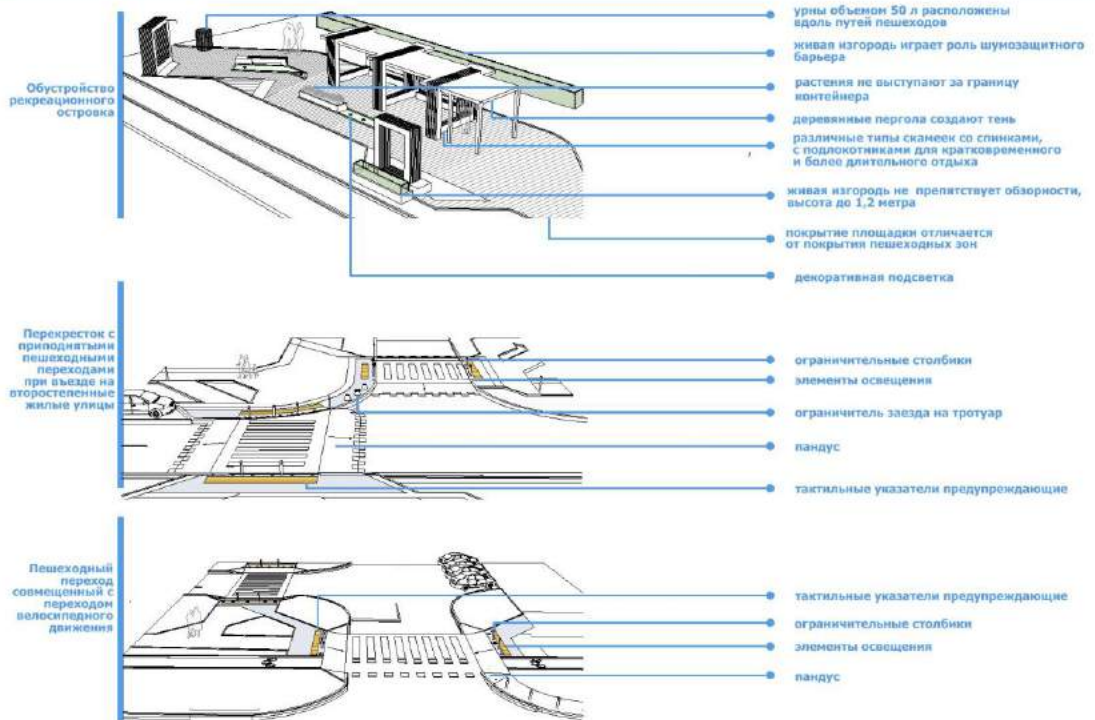 Обустройство
рекреационного
островка
урны объемом 50 л расположены
вдоль путей пешеходов
живая изгородь играет роль шумозащитного
барьера
растения не выступают за границу
контейнера
деревянные пергола создают тень
различные типы скамеек со спинками,
с подлокотниками для кратковременного
и более длительного отдыха
живая изгородь не препятствует обзорности,
высота до 1,2 метра
покрытие площадки отличается
от покрытия пешеходных зон
декоративная подсветка
Перекресток с
приподнятыми
пешеходными
переходами
при въезде на
второстепенные
жилые улицы
ограничительные столбики
элементы освещения
ограничитель заезда на тротуар
пандус
тактильные указатели предупреждающие
Пешеходный
переход
совмещенный с
переходом
велосипедного
движения
тактильные указатели предупреждающие
ограничительные столбики
элементы освещения
пандус